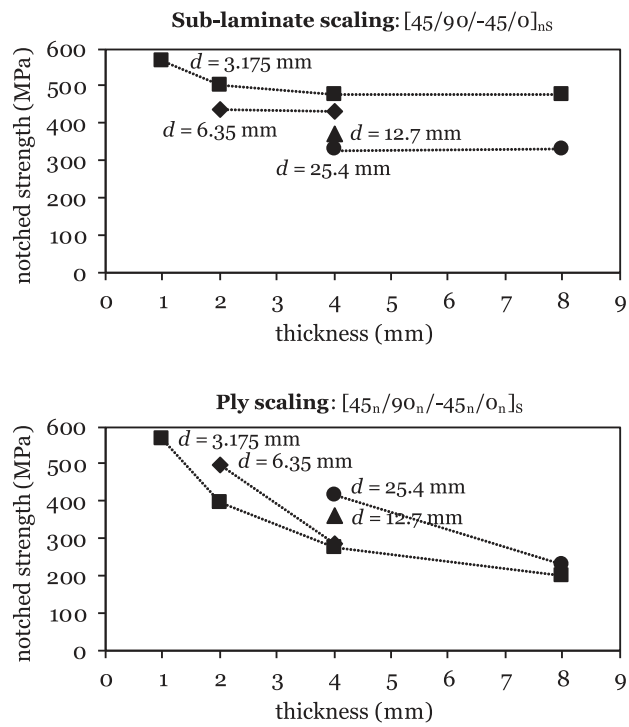 Sub-laminate scaling: [45/90/-45/0]nS
notched strength (MPa)
600
500
400
300
200
100
0
d = 3.175 mm
d = 6.35 mm
d = 12.7 mm
d = 25.4 mm
0 1 2 3 4 5 6 7 8 9
thickness (mm)
Ply scaling: [45n/90n/-45n/0n]S
notched strength (MPa)
600
500
400
300
200
100
0
d = 3.175 mm
d = 6.35 mm
d = 25.4 mm
d = 12.7 mm
0 1 2 3 4 5 6 7 8 9
thickness (mm)